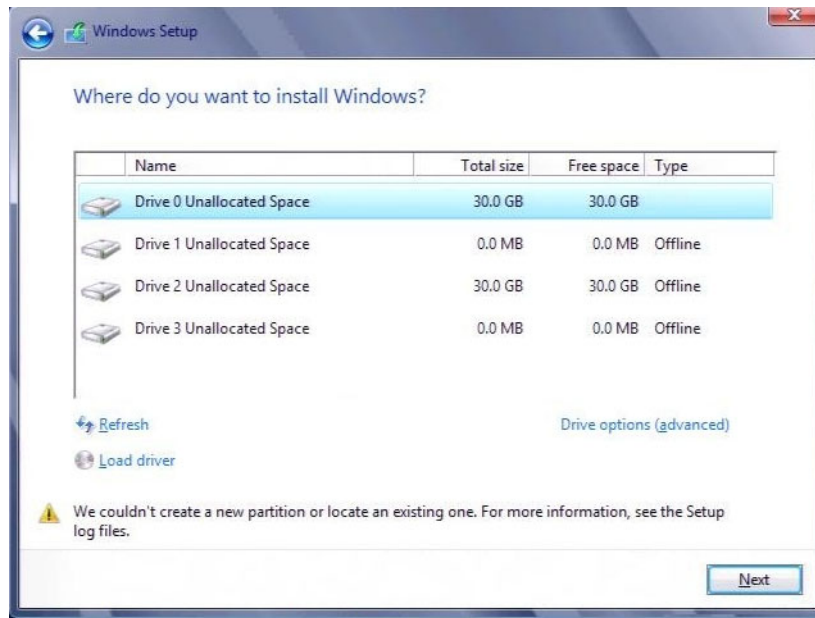 Windows Setup
Where do you want to install Windows?
Name Total size Free space Type
Drive 0 Unallocated Space 30.0 GB 30.0 GB
Drive 1 Unallocated Space 0.0 MB 0.0 MB Offline
Drive 2 Unallocated Space 30.0 GB 30.0 GB Offline
Drive 3 Unallocated Space 0.0 MB 0.0 MB Offline
Refresh Drive options (advanced)
Load driver
We couldn't create a new partition or locate an existing one. For more information, see the Setup
log files.
Next